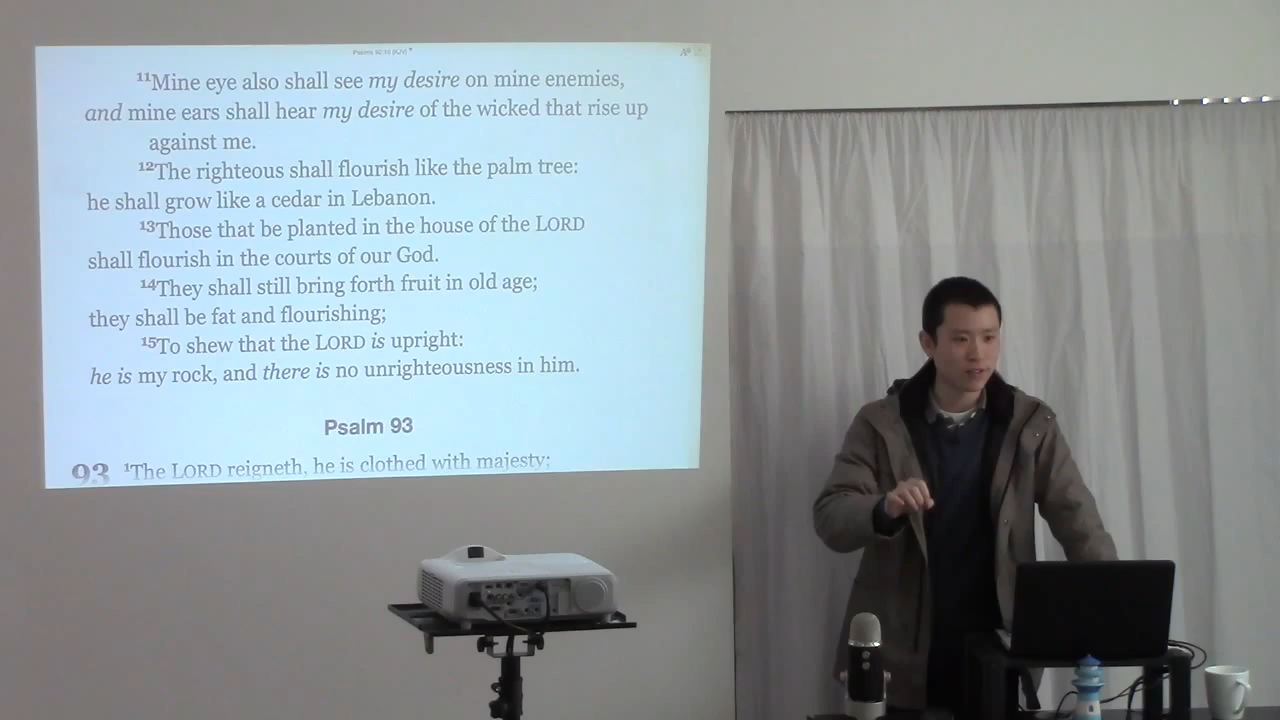 Psalms 92:15 (KJV)
¹¹Mine eye also shall see my desire on mine enemies,
and mine ears shall hear my desire of the wicked that rise up
against me.
¹²The righteous shall flourish like the palm tree:
he shall grow like a cedar in Lebanon.
¹³Those that be planted in the house of the LORD
shall flourish in the courts of our God.
¹⁴They shall still bring forth fruit in old age;
they shall be fat and flourishing;
¹⁵To shew that the LORD is upright:
he is my rock, and there is no unrighteousness in him.
Psalm 93
93 ¹The LORD reigneth, he is clothed with majesty;